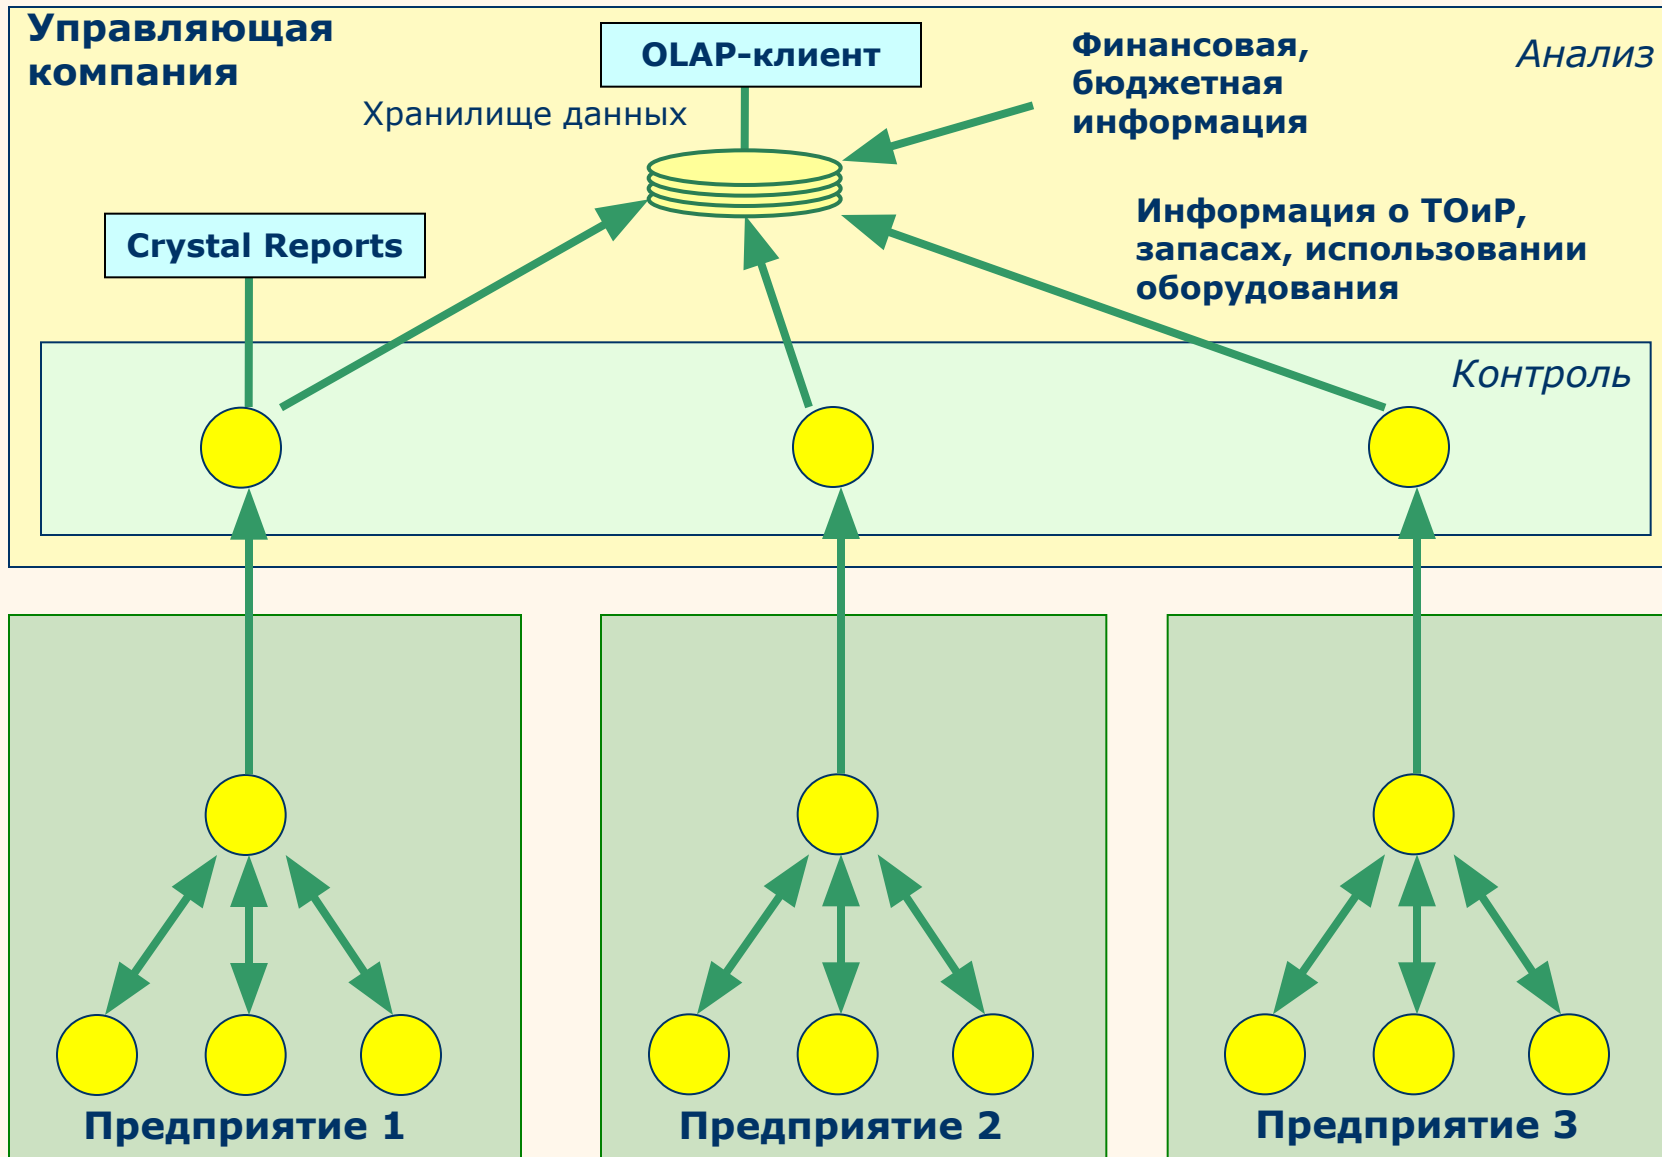 Управляющая
компания
OLAP-клиент
Финансовая,
бюджетная
информация
Анализ
Хранилище данных
Crystal Reports
Информация о ТОиР,
запасах, использовании
оборудования
Контроль
Предприятие 1
Предприятие 2
Предприятие 3